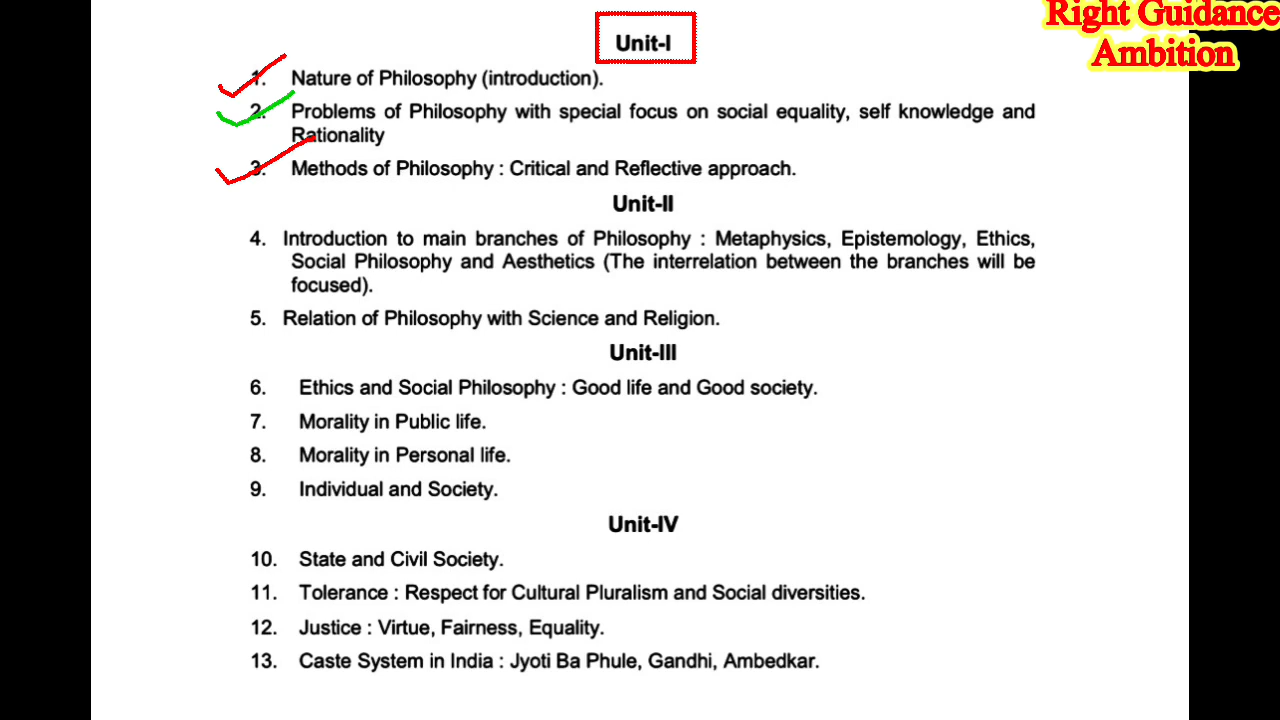 Right Guidance
Ambition
Unit-I
1. Nature of Philosophy (introduction).
2. Problems of Philosophy with special focus on social equality, self knowledge and
Rationality
3. Methods of Philosophy : Critical and Reflective approach.
Unit-II
4. Introduction to main branches of Philosophy : Metaphysics, Epistemology, Ethics,
Social Philosophy and Aesthetics (The interrelation between the branches will be
focused).
5. Relation of Philosophy with Science and Religion.
Unit-III
6. Ethics and Social Philosophy : Good life and Good society.
7. Morality in Public life.
8. Morality in Personal life.
9. Individual and Society.
Unit-IV
10. State and Civil Society.
11. Tolerance : Respect for Cultural Pluralism and Social diversities.
12. Justice : Virtue, Fairness, Equality.
13. Caste System in India : Jyoti Ba Phule, Gandhi, Ambedkar.